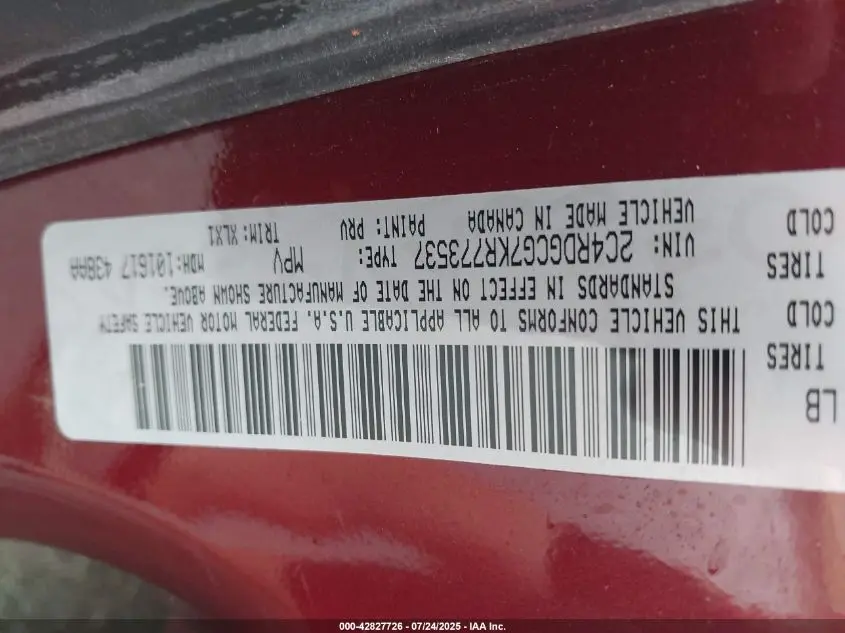 LB
TIRES
COLD
TIRES
COLD
THIS VEHICLE CONFORMS TO ALL APPLICABLE U.S.A. FEDERAL MOTOR VEHICLE SAFETY
STANDARDS IN EFFECT ON THE DATE OF MANUFACTURE SHOWN ABOVE.
VIN: 2C4RDGCG7KR773537 TYPE: MPV MDH: 101617 438AA
VEHICLE MADE IN CANADA PAINT: PRV TRIM: XLX1
000-42827726 - 07/24/2025 - IAA Inc.